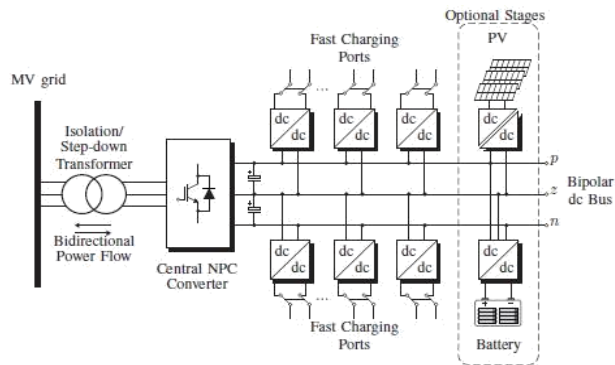 Optional Stages
PV
Fast Charging
Ports
MV grid
Isolation/
Step-down
Transformer
dc
dc
dc
dc
dc
dc
dc
dc
p
z
n
Bipolar
dc Bus
Bidirectional
Power Flow
Central NPC
Converter
dc
dc
dc
dc
dc
dc
dc
dc
Fast Charging
Ports
Battery